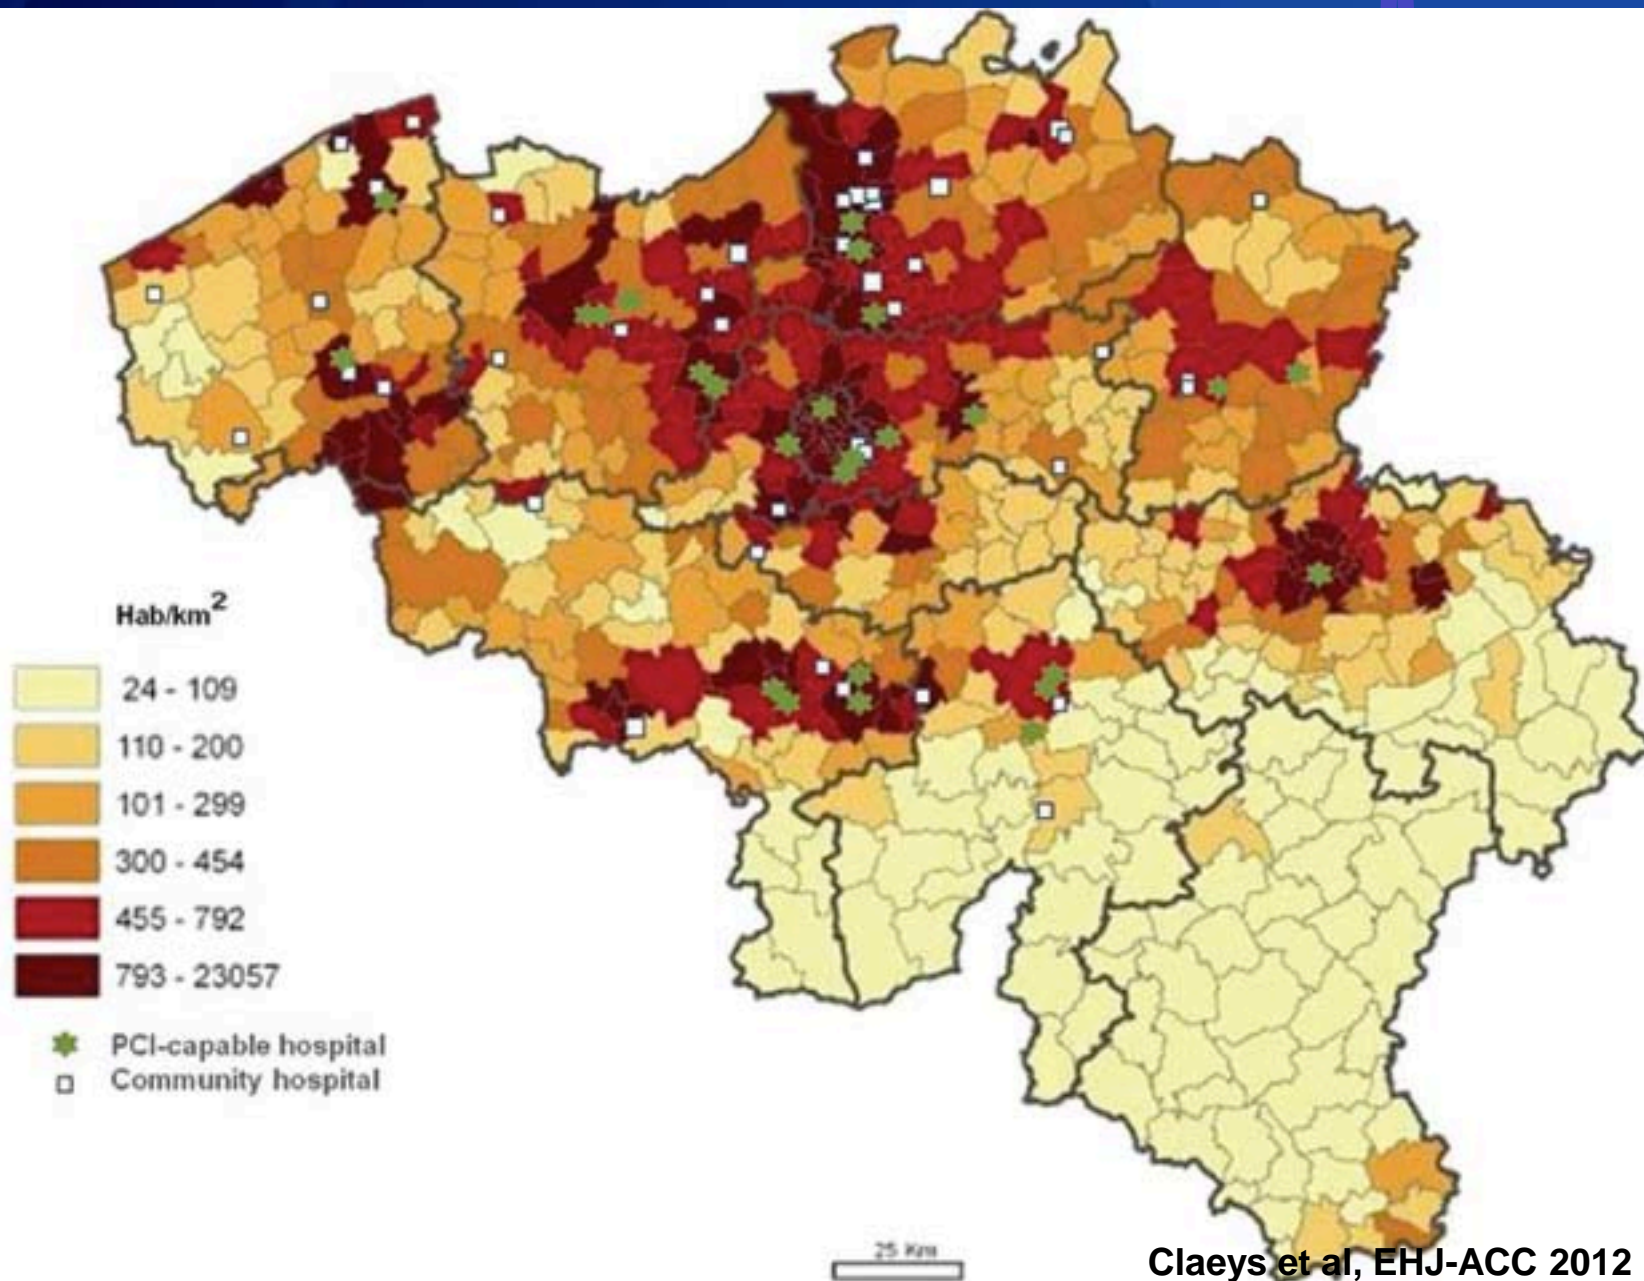 Hab/km²
24 - 109
110 - 200
101 - 299
300 - 454
455 - 792
793 - 23057
PCI-capable hospital
Community hospital
25 Km
Claeys et al, EHJ-ACC 2012